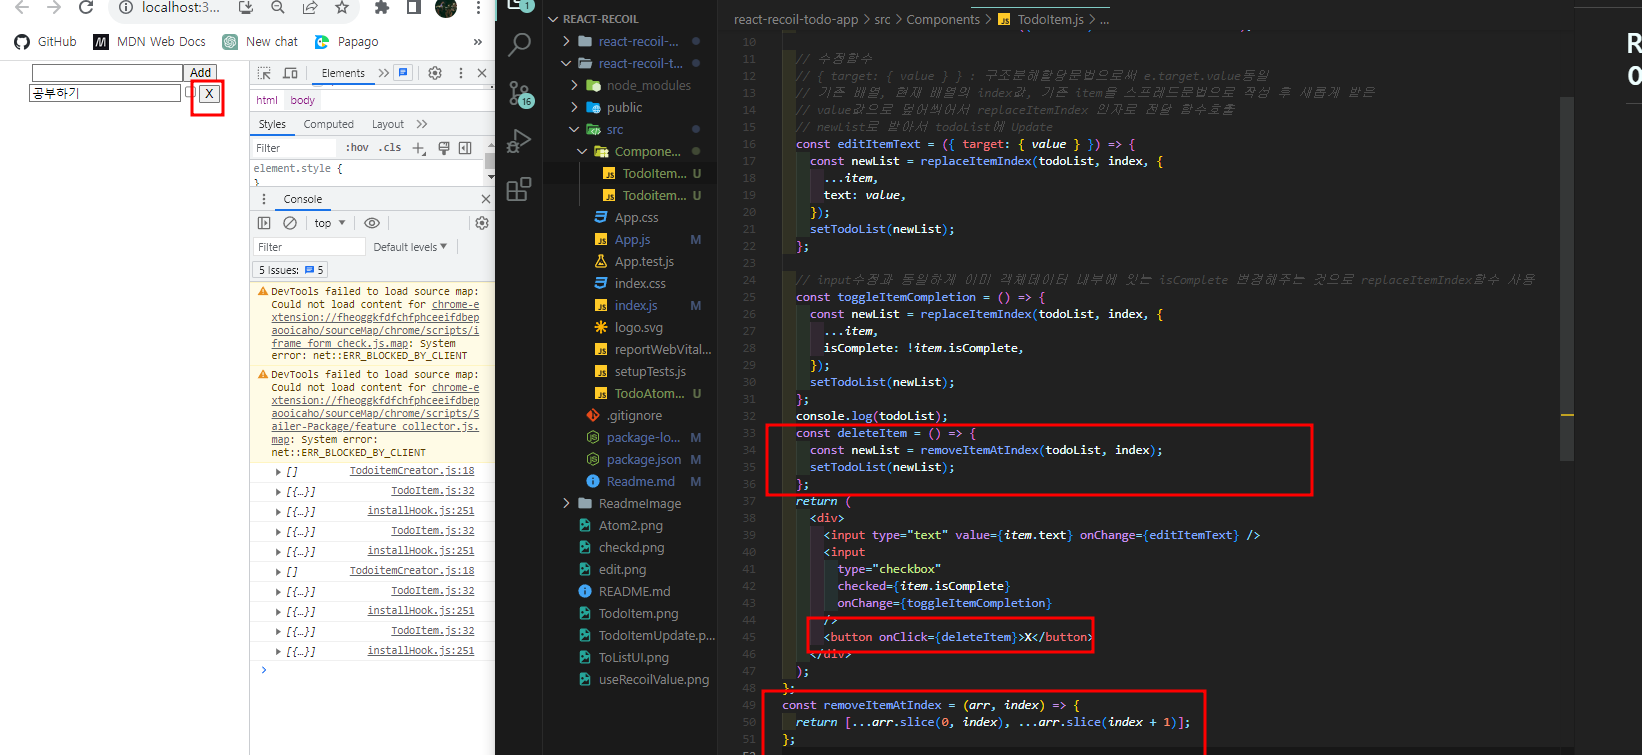 localhost:3...
GitHub
MDN Web Docs
New chat
Papago
»
Add
공부하기
X
Elements
»
html body
Styles Computed Layout »
Filter :hov .cls
element.style {
}
Console
top ▼
Filter Default levels ▼
5 Issues: 5
DevTools failed to load source map:
Could not load content for chrome-e
xtension://fheoggkfdfchfphceeifdbep
aooicaho/sourceMap/chrome/scripts/i
frame_form_check.js.map: System
error: net::ERR_BLOCKED_BY_CLIENT
DevTools failed to load source map:
Could not load content for chrome-e
xtension://fheoggkfdfchfphceeifdbep
aooicaho/sourceMap/chrome/scripts/s
ailer-Package/feature_collector.js.
map: System error:
net::ERR_BLOCKED_BY_CLIENT
▶ [] TodoitemCreator.js:18
▶ [{…}] TodoItem.js:32
▶ [{…}] installHook.js:251
▶ [{…}] TodoItem.js:32
▶ [{…}] installHook.js:251
▶ [] TodoitemCreator.js:18
▶ [{…}] TodoItem.js:32
▶ [{…}] installHook.js:251
▶ [{…}] TodoItem.js:32
▶ [{…}] installHook.js:251
>
1
16
REACT-RECOIL
react-recoil-...
react-recoil-t...
node_modules
public
src
Compone...
TodoItem... U
Todoitem... U
App.css
App.js M
App.test.js
index.css
index.js M
logo.svg
reportWebVital...
setupTests.js
TodoAtom... U
.gitignore
package-lo... M
package.json M
Readme.md M
ReadmeImage
Atom2.png
checkd.png
edit.png
README.md
TodoItem.png
TodoItemUpdate.p...
ToListUI.png
useRecoilValue.png
react-recoil-todo-app > src > Components > JS TodoItem.js > ...
10
11 // 수정함수
12 // { target: { value } } : 구조분해할당문법으로써 e.target.value동일
13 // 기존 배열, 현재 배열의 index값, 기존 item을 스프레드문법으로 작성 후 새롭게 받은
14 // value값으로 덮어씌어서 replaceItemIndex 인자로 전달 함수호출
15 // newList로 받아서 todoList에 Update
16 const editItemText = ({ target: { value } }) => {
17 const newList = replaceItemIndex(todoList, index, {
18 ...item,
19 text: value,
20 });
21 setTodoList(newList);
22 };
23
24 // input수정과 동일하게 이미 객체데이터 내부에 잇는 isComplete 변경해주는 것으로 replaceItemIndex함수 사용
25 const toggleItemCompletion = () => {
26 const newList = replaceItemIndex(todoList, index, {
27 ...item,
28 isComplete: !item.isComplete,
29 });
30 setTodoList(newList);
31 };
32 console.log(todoList);
33 const deleteItem = () => {
34 const newList = removeItemAtIndex(todoList, index);
35 setTodoList(newList);
36 };
37 return (
38 <div>
39 <input type="text" value={item.text} onChange={editItemText} />
40 <input
41 type="checkbox"
42 checked={item.isComplete}
43 onChange={toggleItemCompletion}
44 />
45 <button onClick={deleteItem}>X</button>
46 </div>
47 );
48 };
49 const removeItemAtIndex = (arr, index) => {
50 return [...arr.slice(0, index), ...arr.slice(index + 1)];
51 };